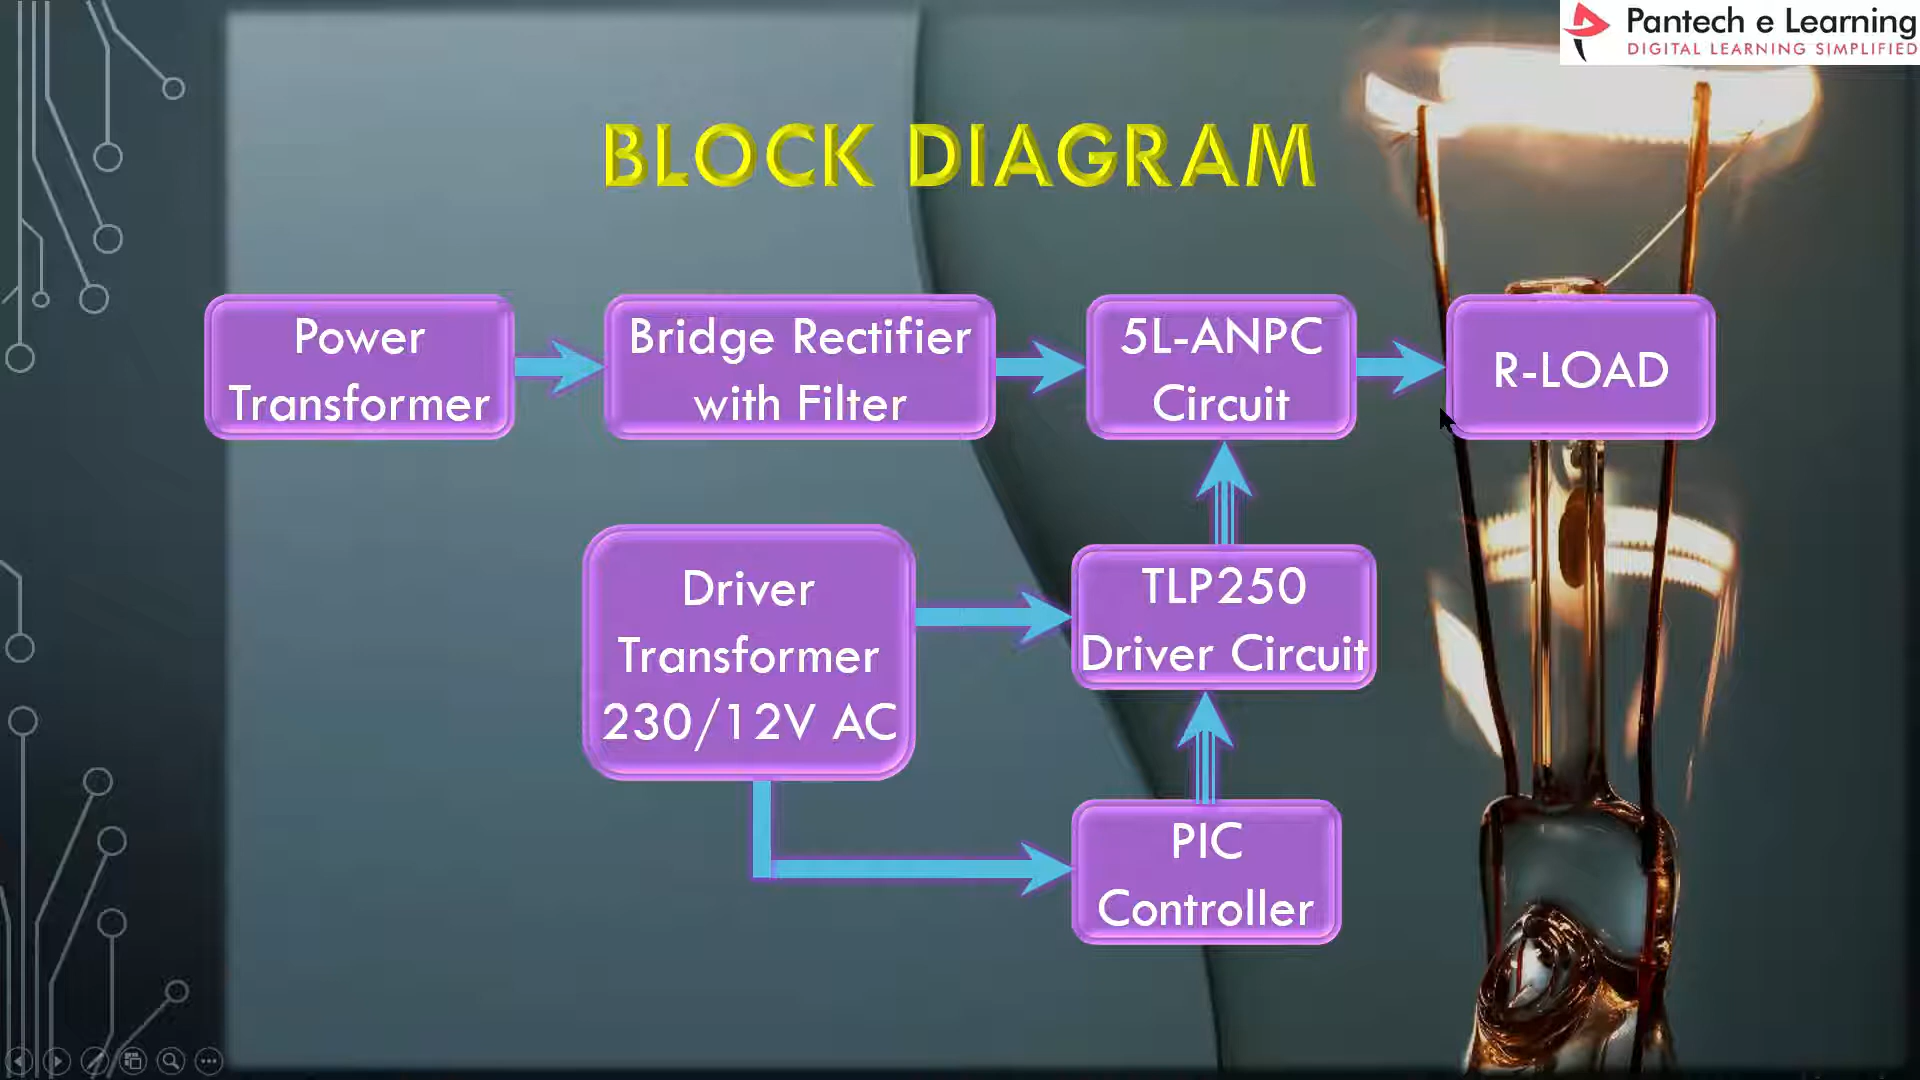 Pantech e Learning
DIGITAL LEARNING SIMPLIFIED
BLOCK DIAGRAM
Power
Transformer
Bridge Rectifier
with Filter
5L-ANPC
Circuit
R-LOAD
Driver
Transformer
230/12V AC
TLP250
Driver Circuit
PIC
Controller